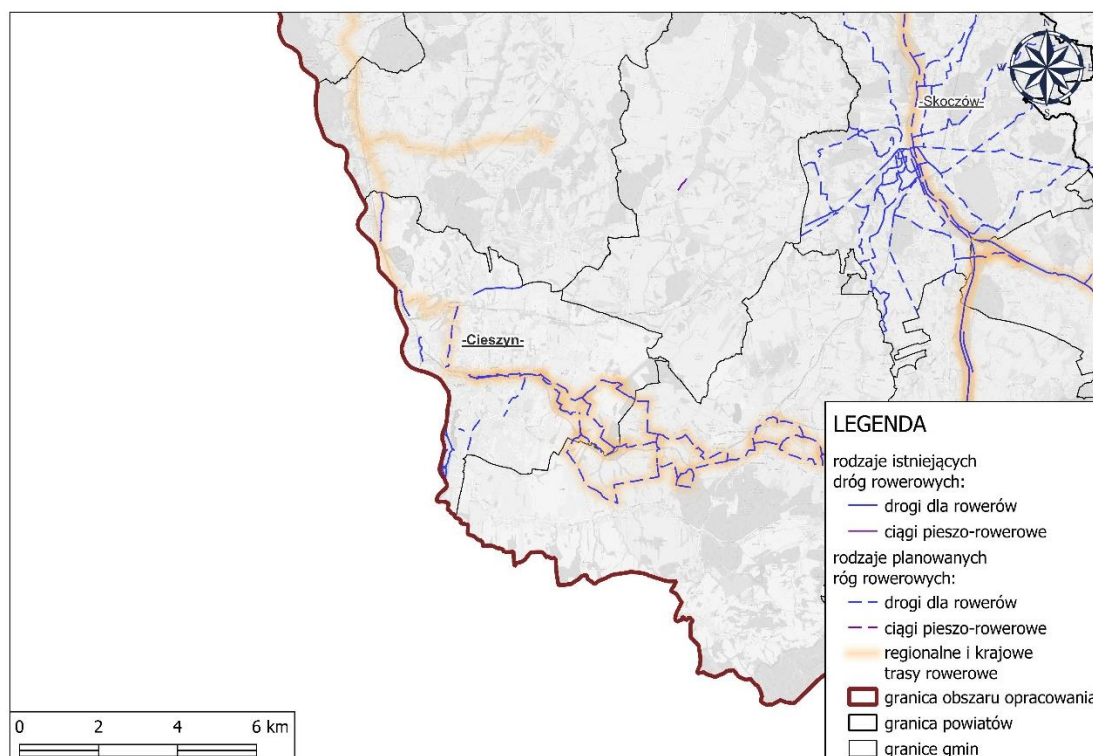 N
W
E
S
-Skoczów-
-Cieszyn-
LEGENDA
rodzaje istniejących
dróg rowerowych:
drogi dla rowerów
ciągi pieszo-rowerowe
rodzaje planowanych
róg rowerowych:
drogi dla rowerów
ciągi pieszo-rowerowe
regionalne i krajowe
trasy rowerowe
granica obszaru opracowania
granica powiatów
granice gmin
0 2 4 6 km